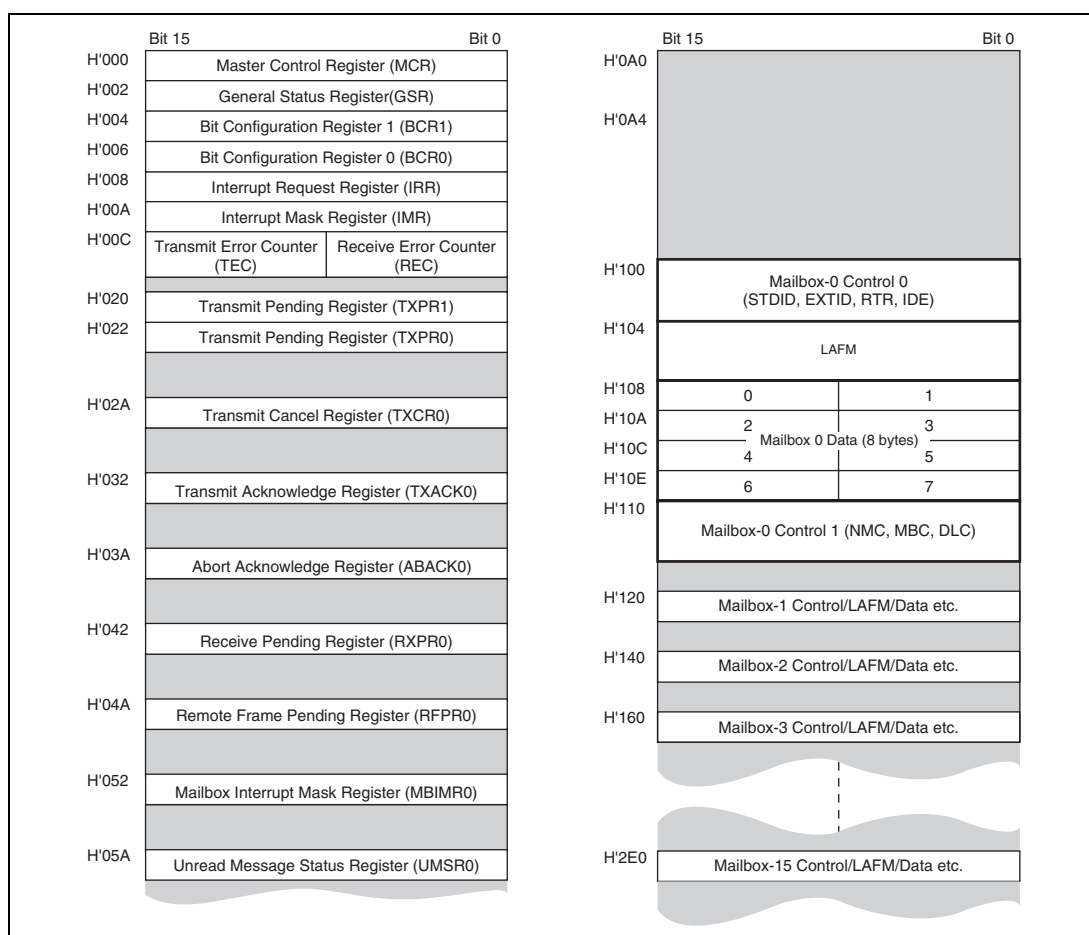 Bit 15 Bit 0
H'000 Master Control Register (MCR)
H'002 General Status Register(GSR)
H'004 Bit Configuration Register 1 (BCR1)
H'006 Bit Configuration Register 0 (BCR0)
H'008 Interrupt Request Register (IRR)
H'00A Interrupt Mask Register (IMR)
H'00C Transmit Error Counter (TEC) Receive Error Counter (REC)
H'020 Transmit Pending Register (TXPR1)
H'022 Transmit Pending Register (TXPR0)
H'02A Transmit Cancel Register (TXCR0)
H'032 Transmit Acknowledge Register (TXACK0)
H'03A Abort Acknowledge Register (ABACK0)
H'042 Receive Pending Register (RXPR0)
H'04A Remote Frame Pending Register (RFPR0)
H'052 Mailbox Interrupt Mask Register (MBIMR0)
H'05A Unread Message Status Register (UMSR0)
Bit 15 Bit 0
H'0A0
H'0A4
H'100 Mailbox-0 Control 0
(STDID, EXTID, RTR, IDE)
H'104 LAFM
H'108 0 1
H'10A 2 3
Mailbox 0 Data (8 bytes)
H'10C 4 5
H'10E 6 7
H'110 Mailbox-0 Control 1 (NMC, MBC, DLC)
H'120 Mailbox-1 Control/LAFM/Data etc.
H'140 Mailbox-2 Control/LAFM/Data etc.
H'160 Mailbox-3 Control/LAFM/Data etc.
H'2E0 Mailbox-15 Control/LAFM/Data etc.